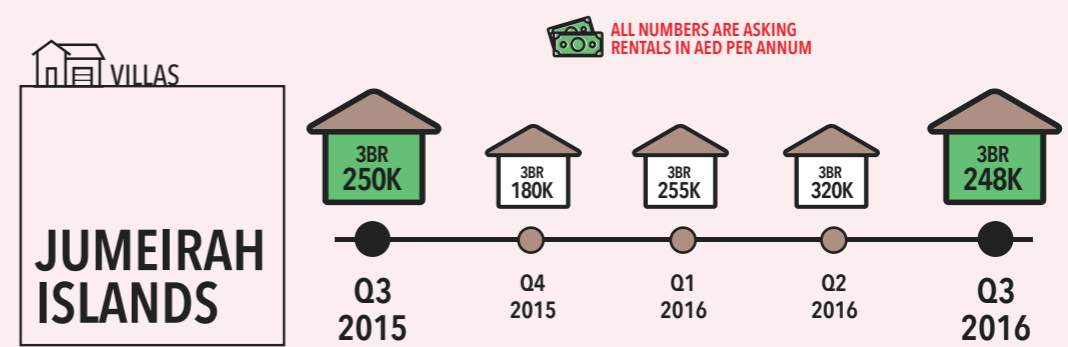 ALL NUMBERS ARE ASKING
RENTALS IN AED PER ANNUM
VILLAS
JUMEIRAH
ISLANDS
3BR
250K
3BR
180K
3BR
255K
3BR
320K
3BR
248K
Q3
2015
Q4
2015
Q1
2016
Q2
2016
Q3
2016